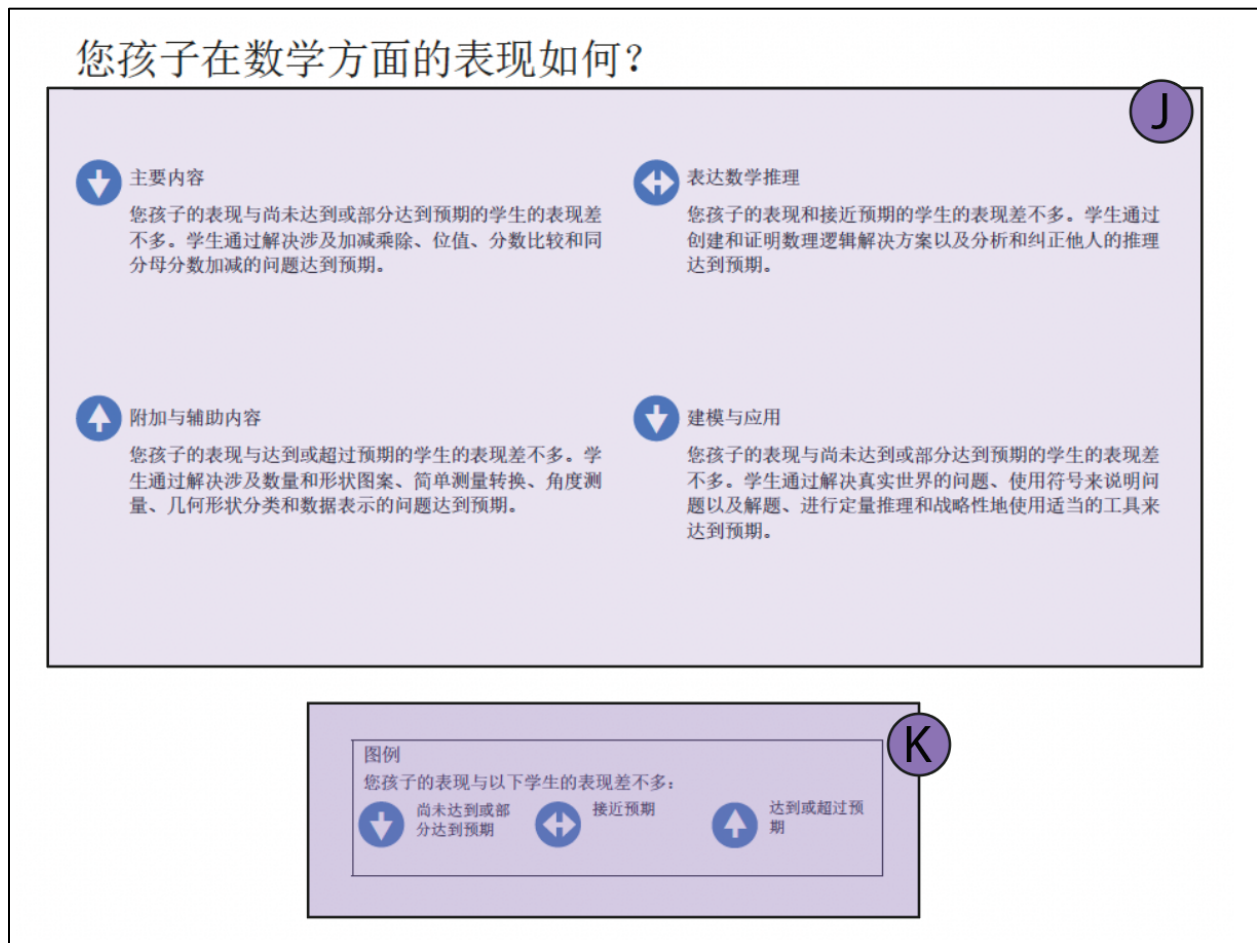 您孩子在数学方面的表现如何？
J
主要内容
您孩子的表现与尚未达到或部分达到预期的学生的表现差
不多。学生通过解决涉及加减乘除、位值、分数比较和同
分母分数加减的问题达到预期。
表达数学推理
您孩子的表现和接近预期的学生的表现差不多。学生通过
创建和证明数理逻辑解决方案以及分析和纠正他人的推理
达到预期。
附加与辅助内容
您孩子的表现与达到或超过预期的学生的表现差不多。学
生通过解决涉及数量和形状图案、简单测量转换、角度测
量、几何形状分类和数据表示的问题达到预期。
建模与应用
您孩子的表现与尚未达到或部分达到预期的学生的表现差
不多。学生通过解决真实世界的问题、使用符号来说明问
题以及解题、进行定量推理和战略性地使用适当的工具来
达到预期。
K
图例
您孩子的表现与以下学生的表现差不多：
尚未达到或部
分达到预期
接近预期
达到或超过预
期